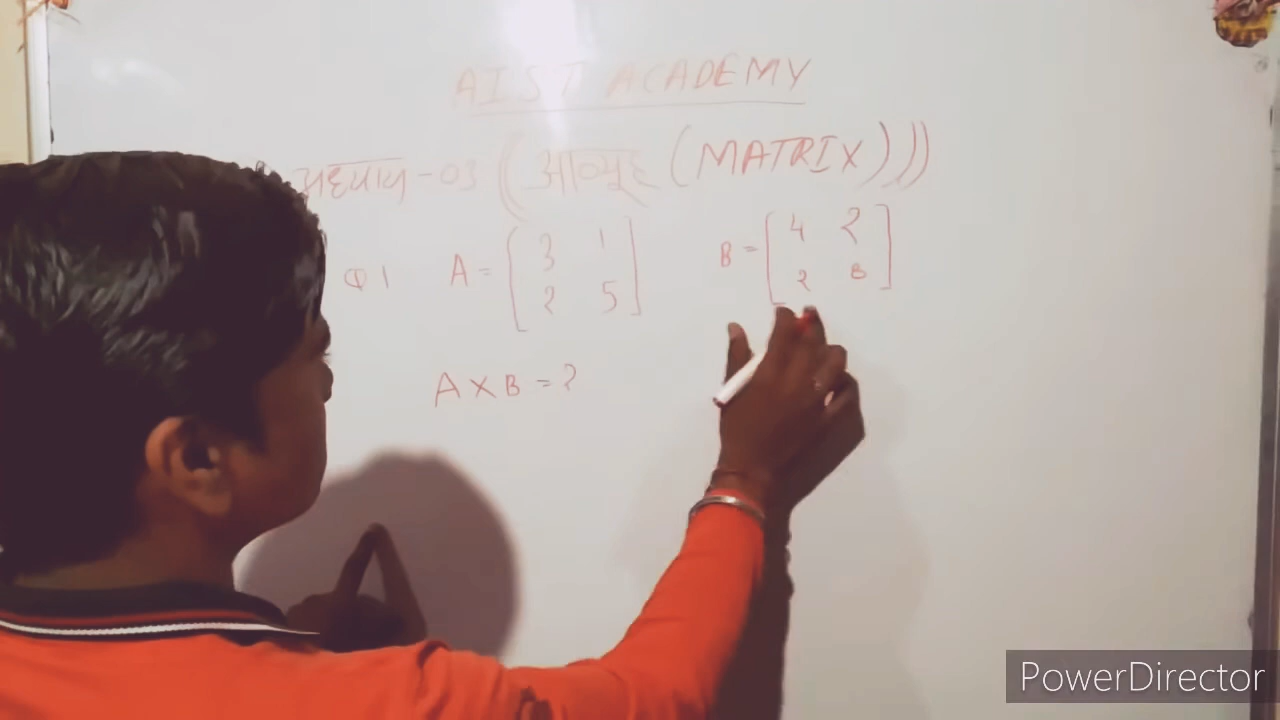 AIST ACADEMY
अध्याय-03 ((आव्यूह (MATRIX)))
Q1 A = [ 3 1 B = [ 4 2
2 5 ] 2 8 ]
A X B = ?
PowerDirector